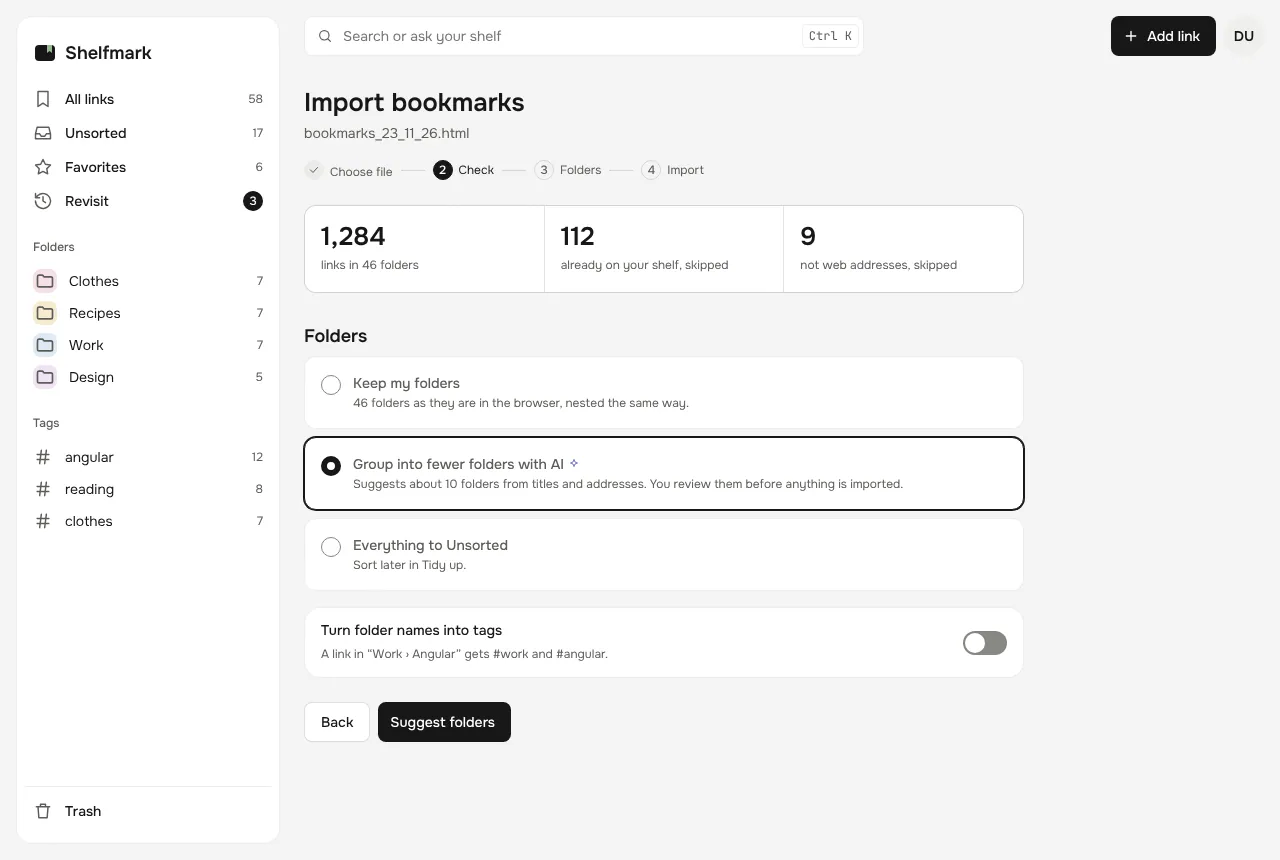 Shelfmark
All links 58
Unsorted 17
Favorites 6
Revisit 3
Folders
Clothes 7
Recipes 7
Work 7
Design 5
Tags
# angular 12
# reading 8
# clothes 7
Trash
Search or ask your shelf Ctrl K
+ Add link
DU
Import bookmarks
bookmarks_23_11_26.html
Choose file 2 Check 3 Folders 4 Import
1,284
links in 46 folders
112
already on your shelf, skipped
9
not web addresses, skipped
Folders
Keep my folders
46 folders as they are in the browser, nested the same way.
Group into fewer folders with AI
Suggests about 10 folders from titles and addresses. You review them before anything is imported.
Everything to Unsorted
Sort later in Tidy up.
Turn folder names into tags
A link in “Work › Angular” gets #work and #angular.
Back
Suggest folders